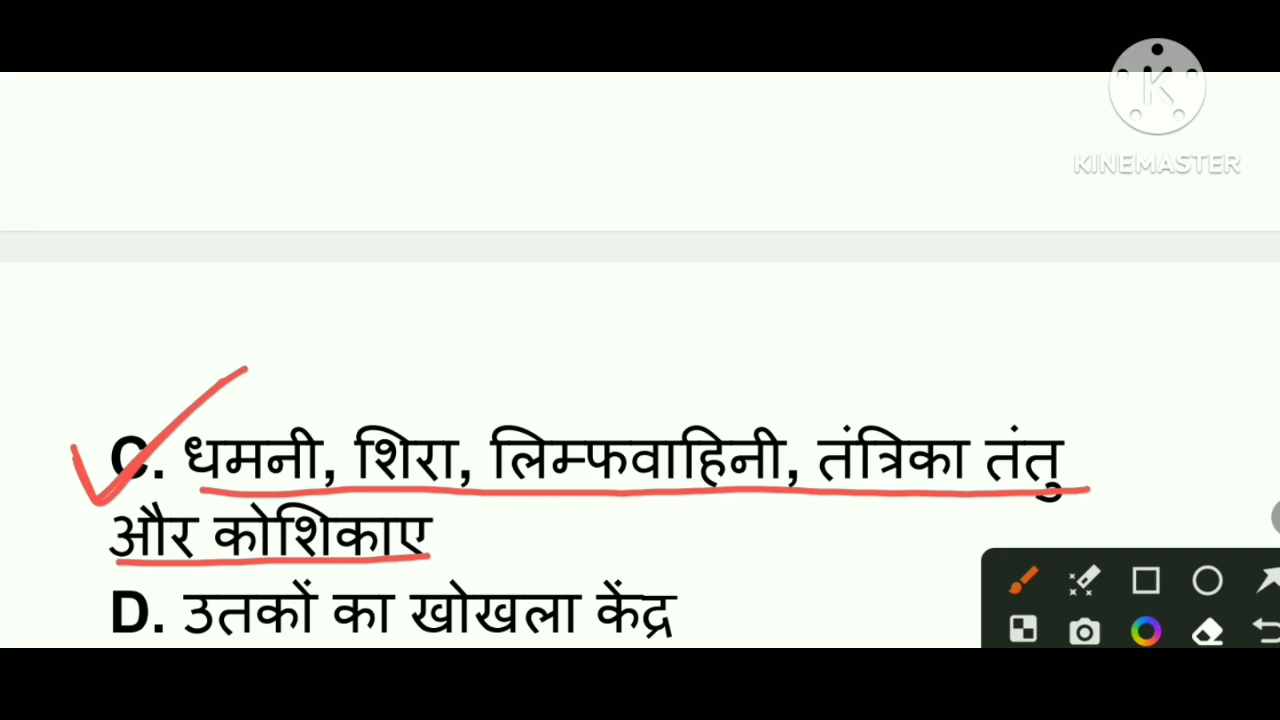 KINEMASTER
C. धमनी, शिरा, लिम्फवाहिनी, तंत्रिका तंतु
और कोशिकाए
D. उतकों का खोखला केंद्र